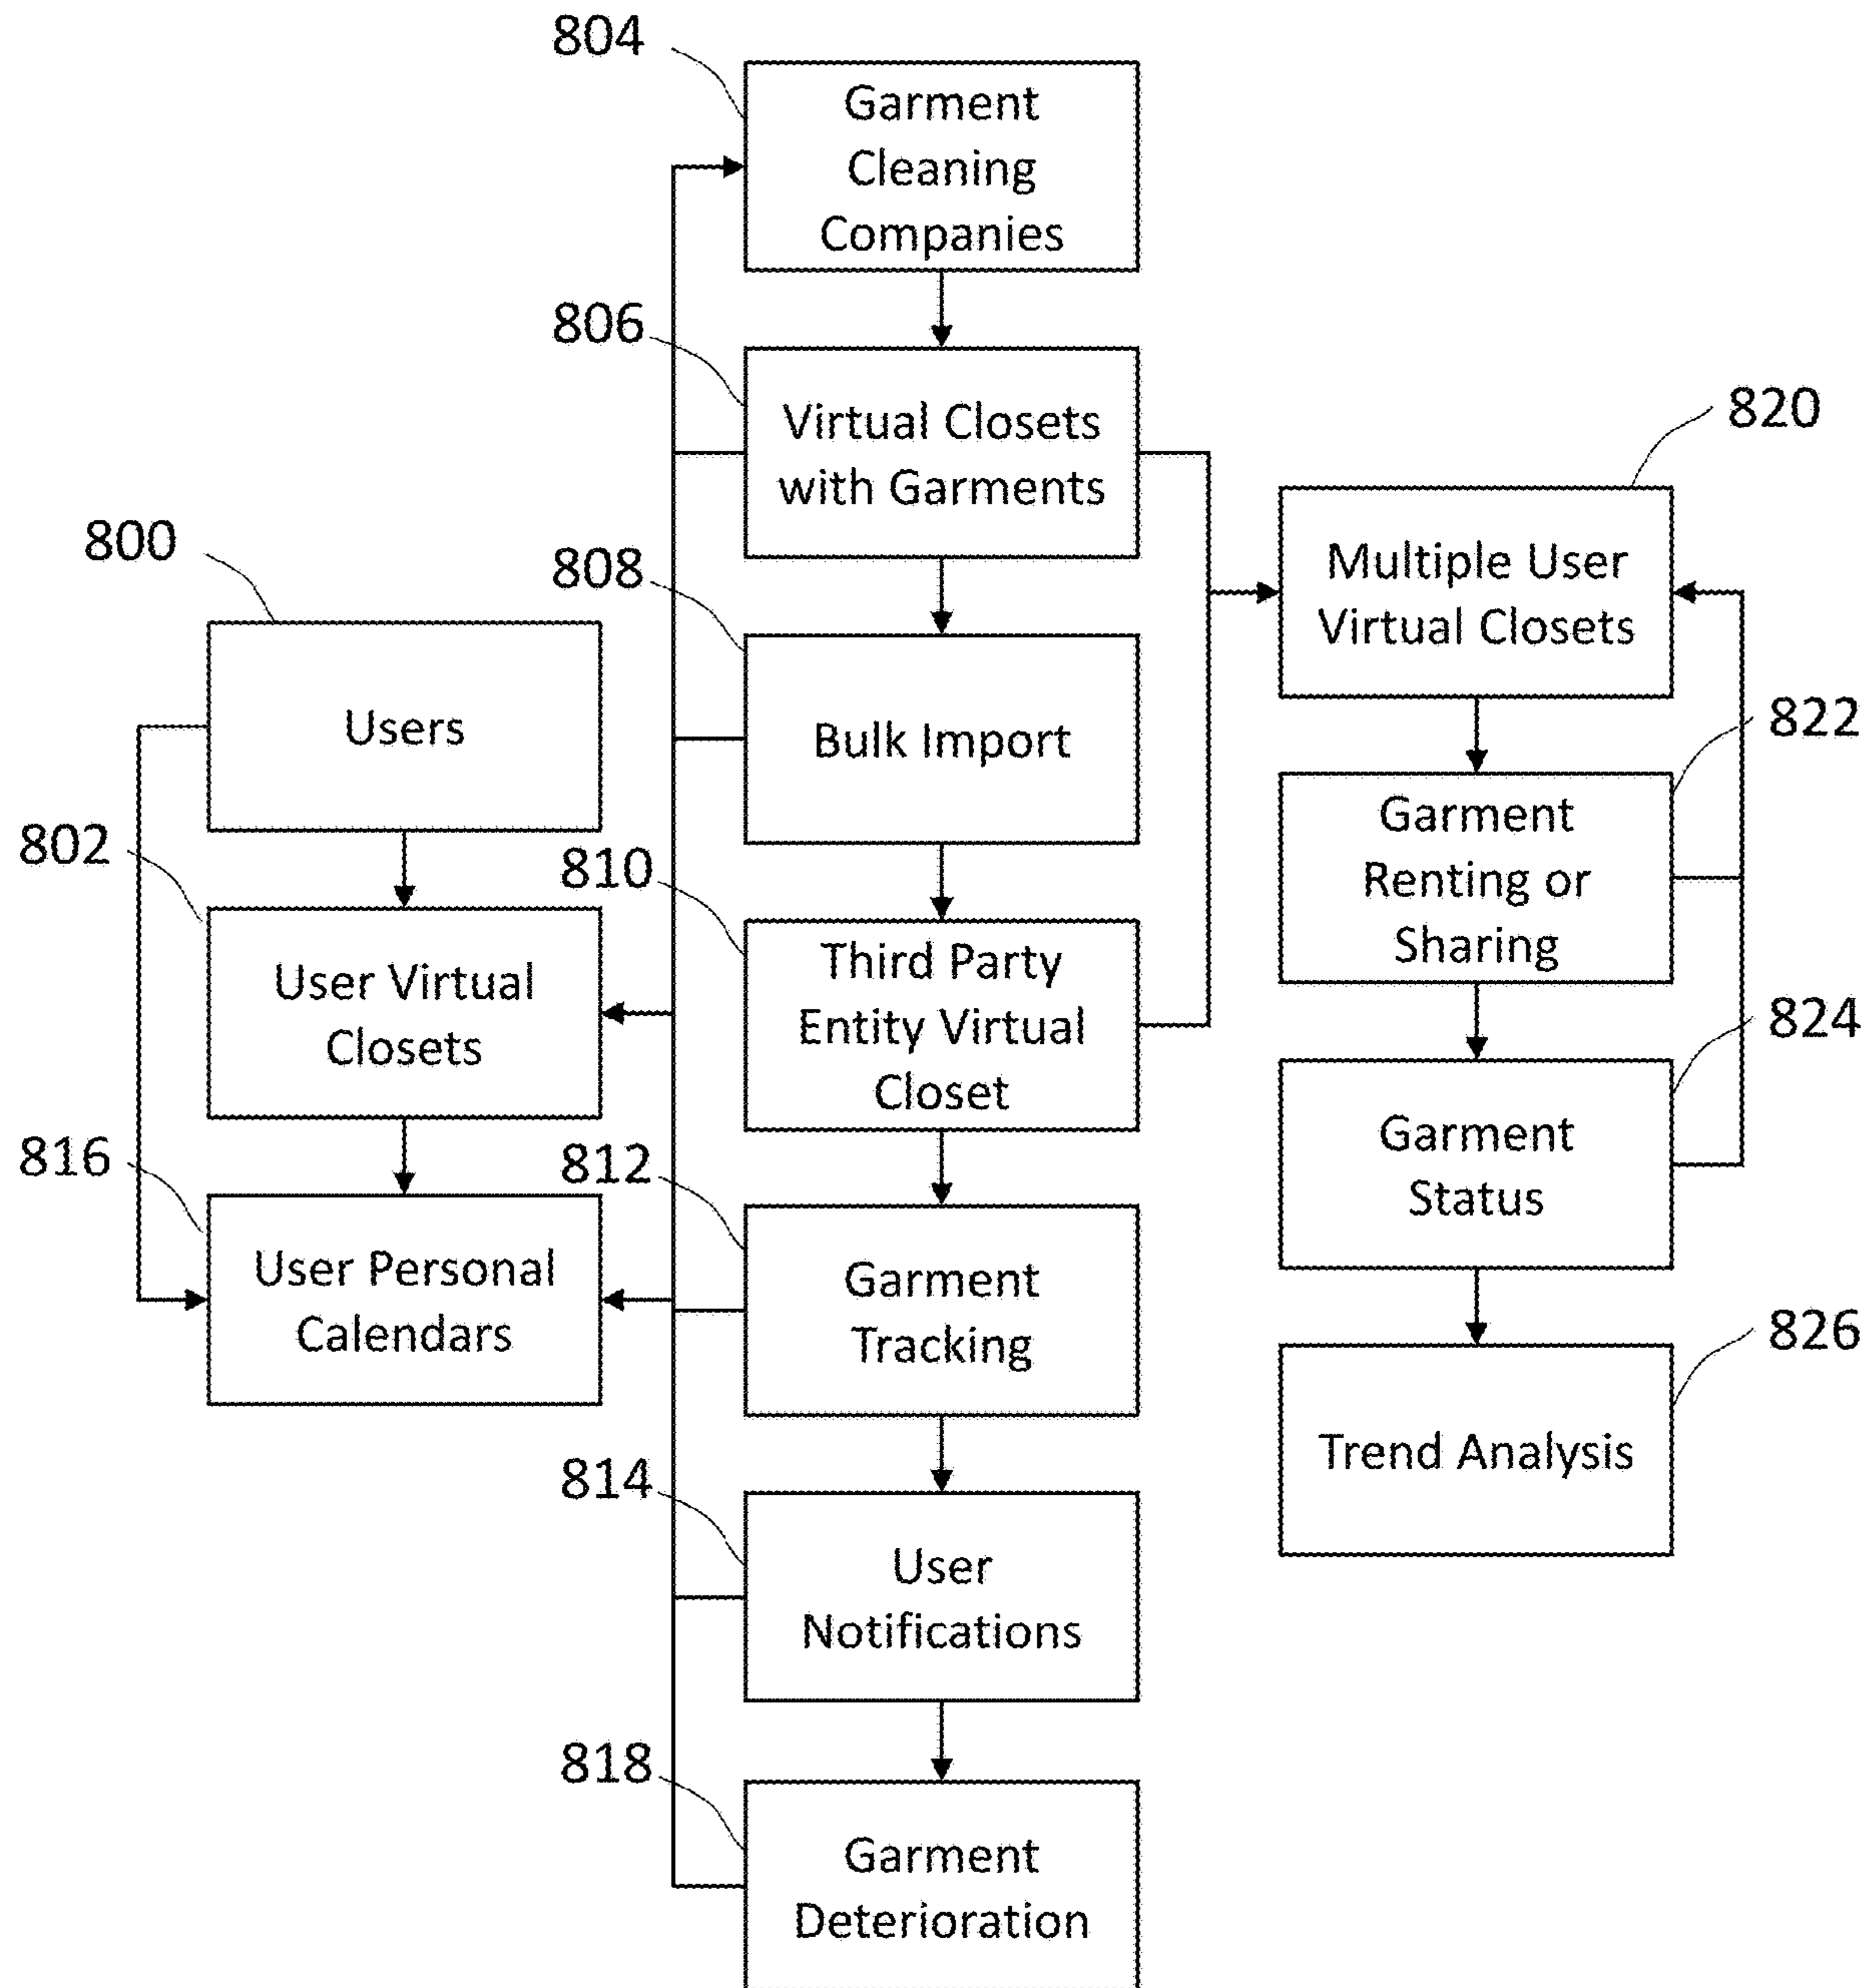 804
Garment
Cleaning
Companies
806
Virtual Closets
with Garments
820
Multiple User
Virtual Closets
800
Users
808
Bulk Import
822
Garment
Renting or
Sharing
802
User Virtual
Closets
810
Third Party
Entity Virtual
Closet
824
Garment
Status
816
User Personal
Calendars
812
Garment
Tracking
826
Trend Analysis
814
User
Notifications
818
Garment
Deterioration